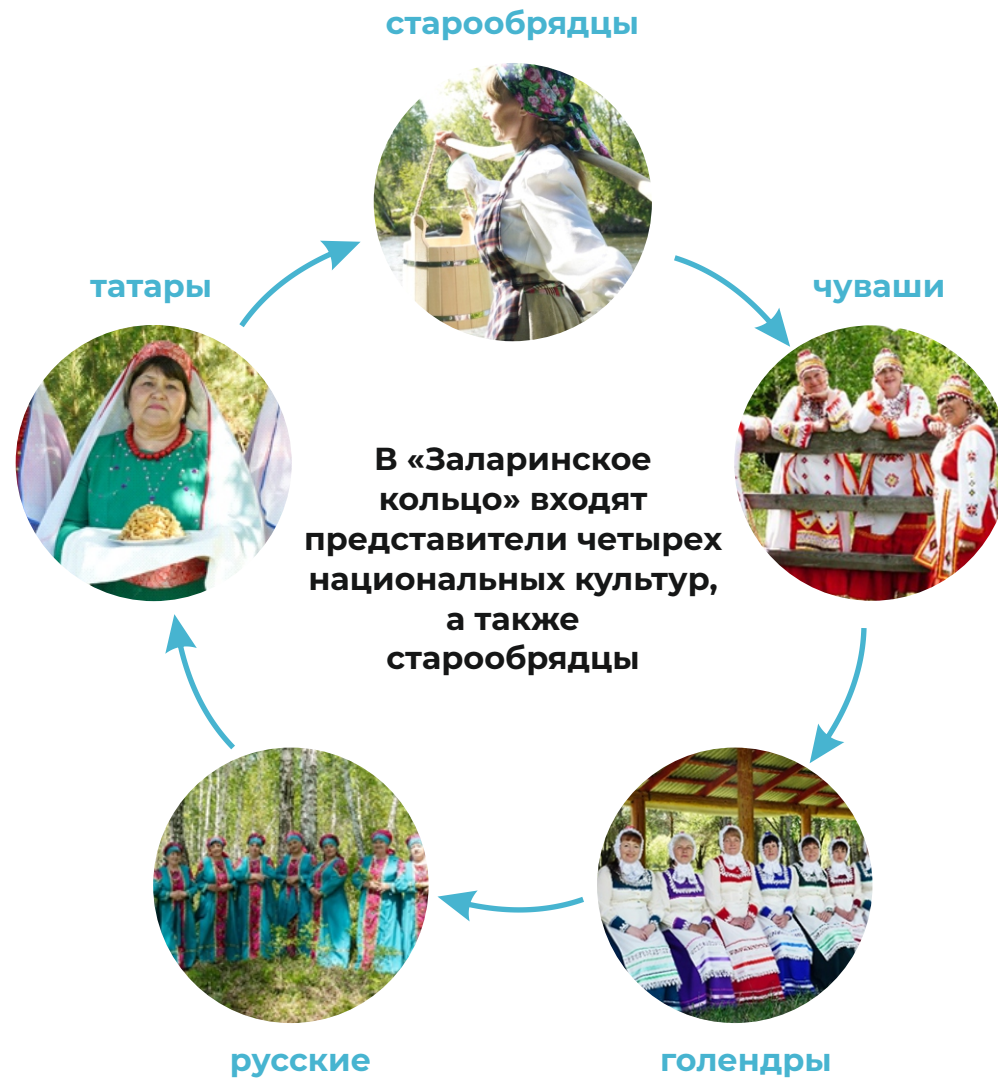 старообрядцы
татары
чуваши
В «Заларинское
кольцо» входят
представители четырех
национальных культур,
а также
старообрядцы
русские
голендры